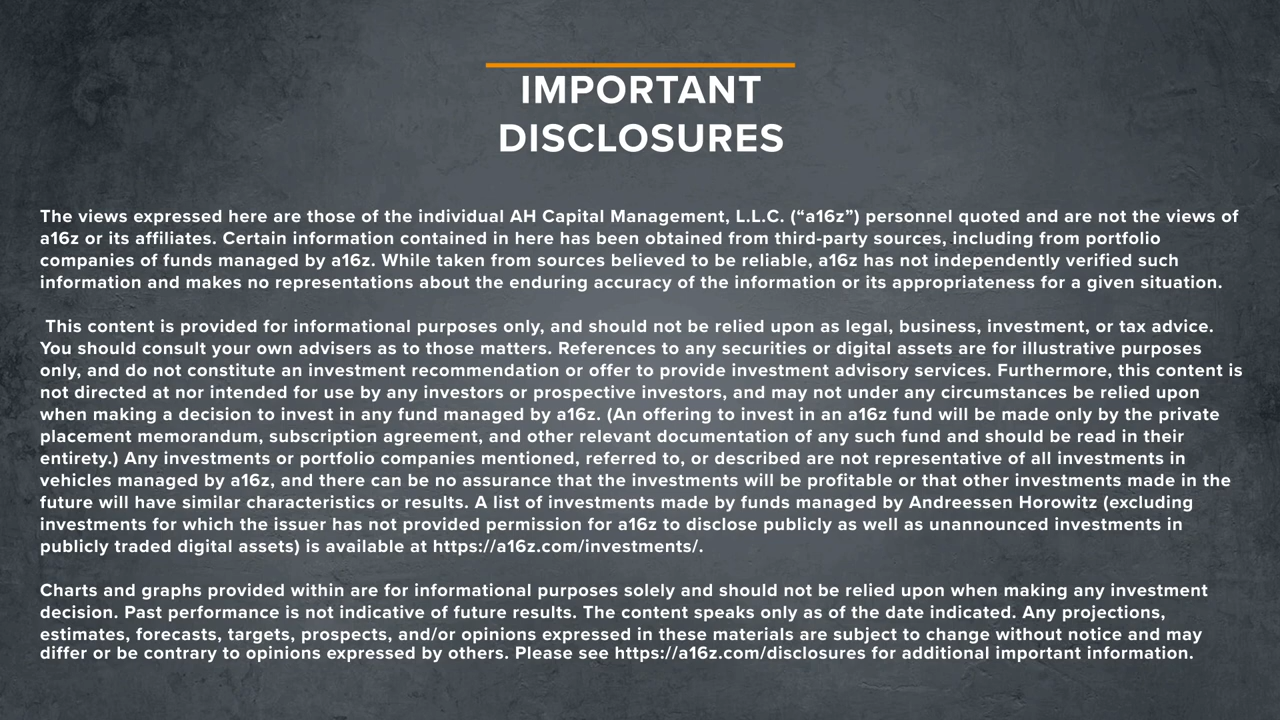 IMPORTANT
DISCLOSURES
The views expressed here are those of the individual AH Capital Management, L.L.C. (“a16z”) personnel quoted and are not the views of
a16z or its affiliates. Certain information contained in here has been obtained from third-party sources, including from portfolio
companies of funds managed by a16z. While taken from sources believed to be reliable, a16z has not independently verified such
information and makes no representations about the enduring accuracy of the information or its appropriateness for a given situation.
This content is provided for informational purposes only, and should not be relied upon as legal, business, investment, or tax advice.
You should consult your own advisers as to those matters. References to any securities or digital assets are for illustrative purposes
only, and do not constitute an investment recommendation or offer to provide investment advisory services. Furthermore, this content is
not directed at nor intended for use by any investors or prospective investors, and may not under any circumstances be relied upon
when making a decision to invest in any fund managed by a16z. (An offering to invest in an a16z fund will be made only by the private
placement memorandum, subscription agreement, and other relevant documentation of any such fund and should be read in their
entirety.) Any investments or portfolio companies mentioned, referred to, or described are not representative of all investments in
vehicles managed by a16z, and there can be no assurance that the investments will be profitable or that other investments made in the
future will have similar characteristics or results. A list of investments made by funds managed by Andreessen Horowitz (excluding
investments for which the issuer has not provided permission for a16z to disclose publicly as well as unannounced investments in
publicly traded digital assets) is available at https://a16z.com/investments/.
Charts and graphs provided within are for informational purposes solely and should not be relied upon when making any investment
decision. Past performance is not indicative of future results. The content speaks only as of the date indicated. Any projections,
estimates, forecasts, targets, prospects, and/or opinions expressed in these materials are subject to change without notice and may
differ or be contrary to opinions expressed by others. Please see https://a16z.com/disclosures for additional important information.